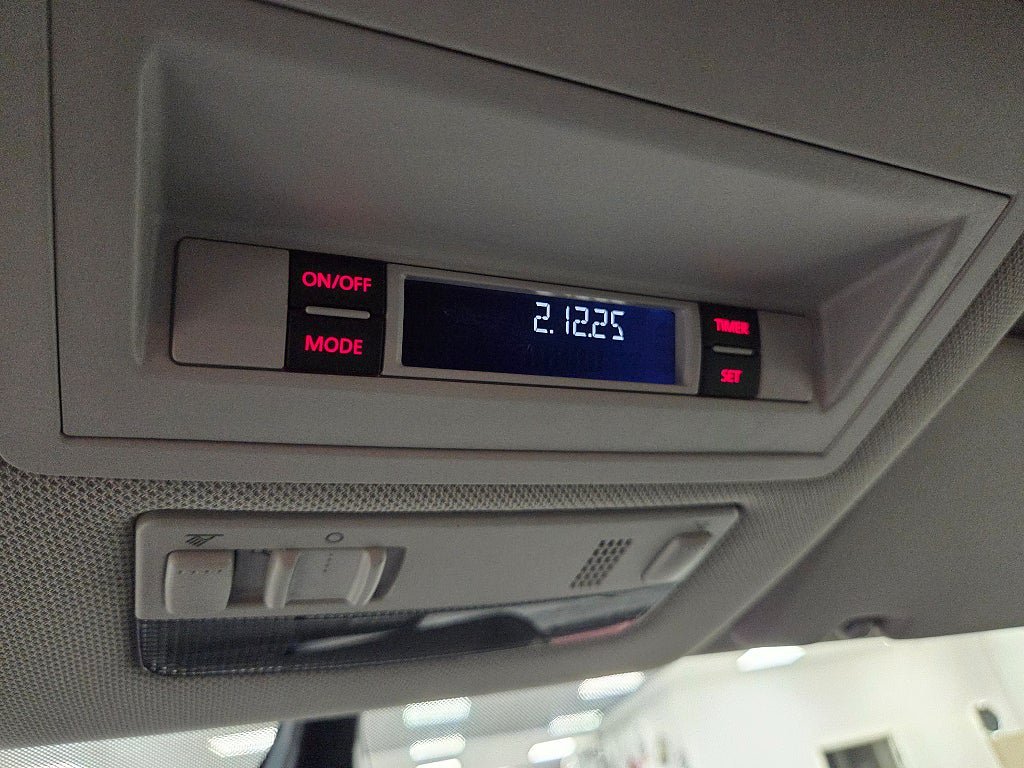 ON/OFF
MODE
2.12.25
TIMER
SET